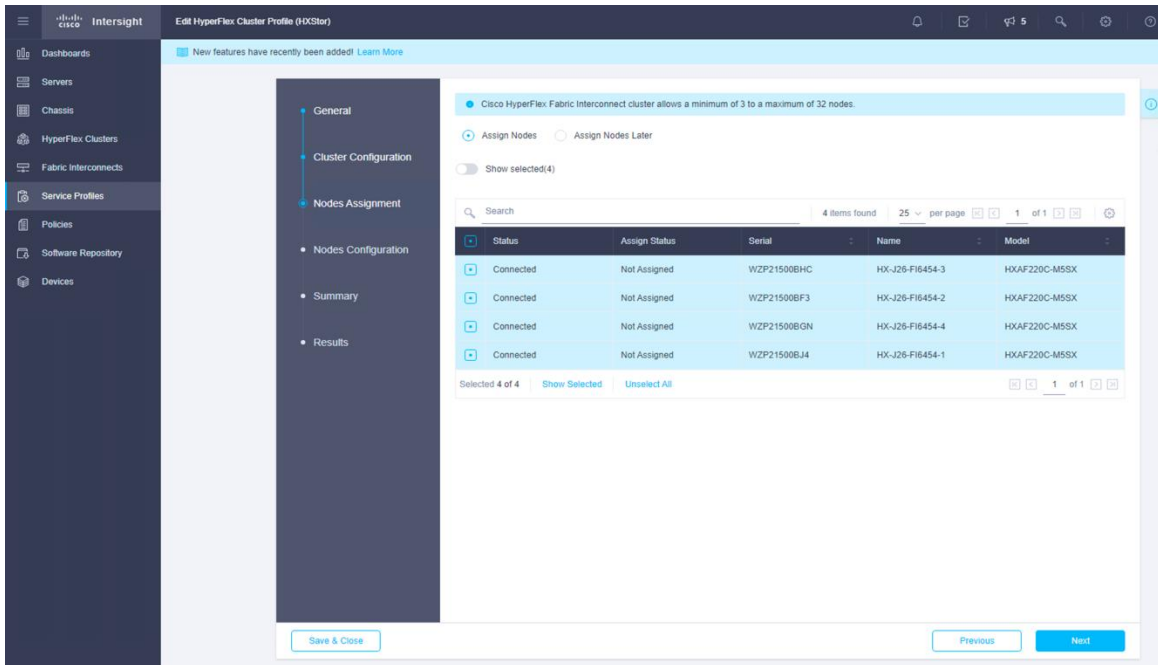 cisco Intersight
Edit HyperFlex Cluster Profile (HXStor)
5
New features have recently been added! Learn More
Dashboards
Servers
Chassis
HyperFlex Clusters
Fabric Interconnects
Service Profiles
Policies
Software Repository
Devices
General
Cluster Configuration
Nodes Assignment
Nodes Configuration
Summary
Results
Cisco HyperFlex Fabric Interconnect cluster allows a minimum of 3 to a maximum of 32 nodes.
Assign Nodes Assign Nodes Later
Show selected(4)
Search 4 items found 25 per page 1 of 1
Status Assign Status Serial Name Model
Connected Not Assigned WZP21500BHC HX-J26-FI6454-3 HXAF220C-M5SX
Connected Not Assigned WZP21500BF3 HX-J26-FI6454-2 HXAF220C-M5SX
Connected Not Assigned WZP21500BGN HX-J26-FI6454-4 HXAF220C-M5SX
Connected Not Assigned WZP21500BJ4 HX-J26-FI6454-1 HXAF220C-M5SX
Selected 4 of 4 Show Selected Unselect All 1 of 1
Save & Close Previous Next